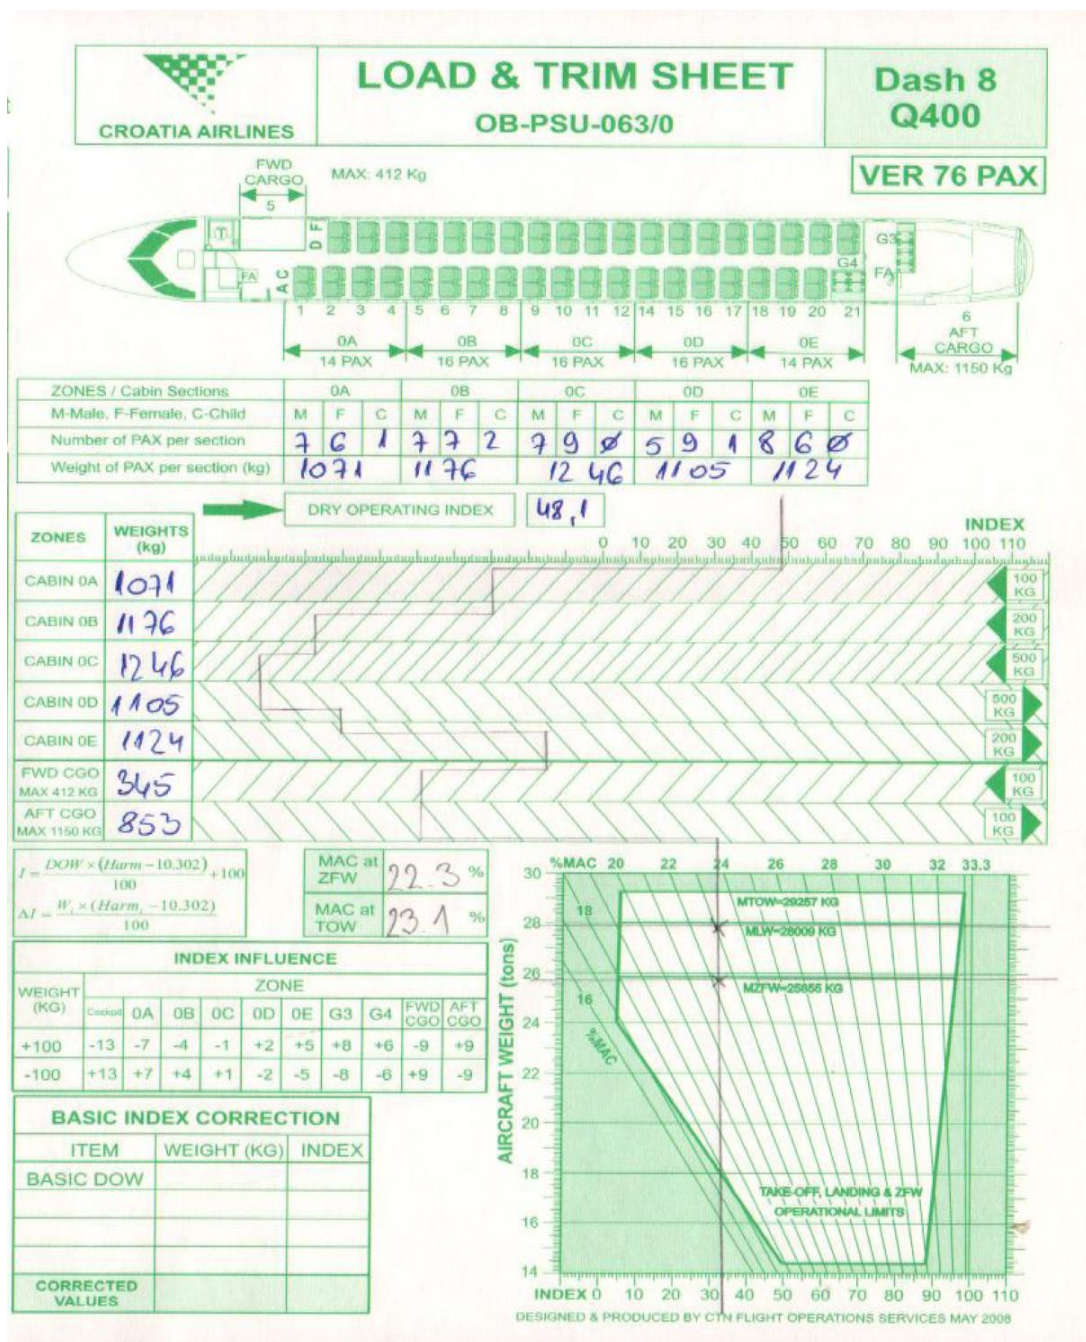 LOAD & TRIM SHEET
OB-PSU-063/0
Dash 8
Q400
CROATIA AIRLINES
VER 76 PAX
FWD
CARGO
5
MAX: 412 Kg
T
D F
A C
FA
G3
G4
FA
1 2 3 4 5 6 7 8 9 10 11 12 14 15 16 17 18 19 20 21
0A 0B 0C 0D 0E
14 PAX 16 PAX 16 PAX 16 PAX 14 PAX
6
AFT
CARGO
MAX: 1150 Kg
ZONES / Cabin Sections 0A 0B 0C 0D 0E
M-Male, F-Female, C-Child M F C M F C M F C M F C M F C
Number of PAX per section 7 6 1 7 7 2 7 9 0 5 9 1 8 6 0
Weight of PAX per section (kg) 1071 1176 1246 1105 1124
DRY OPERATING INDEX 48,1
ZONES WEIGHTS (kg) INDEX
0 10 20 30 40 50 60 70 80 90 100 110
CABIN 0A 1071 100 KG
CABIN 0B 1176 200 KG
CABIN 0C 1246 500 KG
CABIN 0D 1105 500 KG
CABIN 0E 1124 200 KG
FWD CGO MAX 412 KG 345 100 KG
AFT CGO MAX 1150 KG 853 100 KG
I = DOW × (Harm − 10.302) / 100 + 100
ΔI = Wi × (Harmi − 10.302) / 100
MAC at ZFW 22.3 %
MAC at TOW 23.1 %
INDEX INFLUENCE
WEIGHT (KG) ZONE
Cockpit 0A 0B 0C 0D 0E G3 G4 FWD CGO AFT CGO
+100 -13 -7 -4 -1 +2 +5 +8 +6 -9 +9
-100 +13 +7 +4 +1 -2 -5 -8 -6 +9 -9
BASIC INDEX CORRECTION
ITEM WEIGHT (KG) INDEX
BASIC DOW
CORRECTED VALUES
%MAC 20 22 24 26 28 30 32 33.3
30
MTOW=29257 KG
18
28
MLW=28009 KG
26
MZFW=25855 KG
16
24
%MAC
22
AIRCRAFT WEIGHT (tons)
20
18
TAKE-OFF, LANDING & ZFW
OPERATIONAL LIMITS
16
14
INDEX 0 10 20 30 40 50 60 70 80 90 100 110
DESIGNED & PRODUCED BY CTN FLIGHT OPERATIONS SERVICES MAY 2008